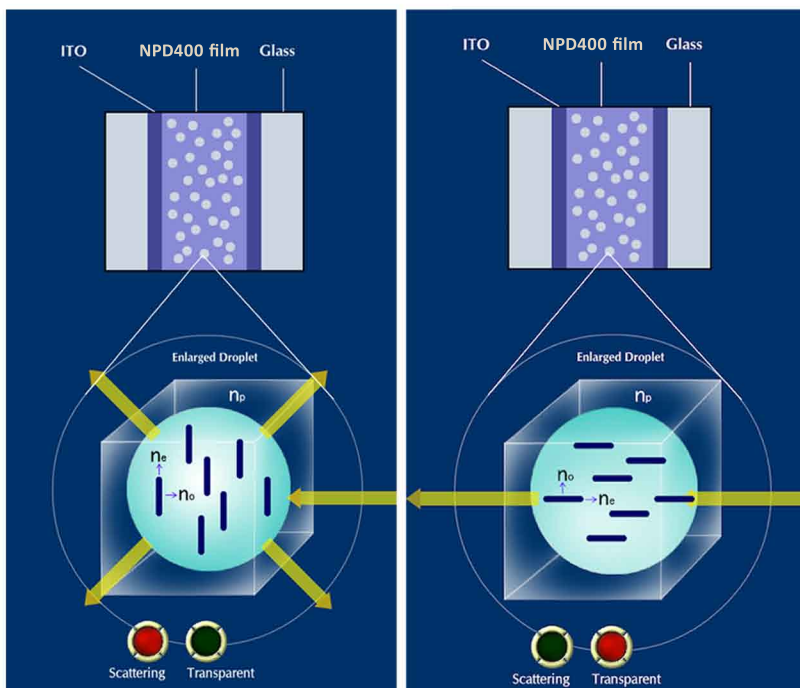 ITO NPD400 film Glass
Enlarged Droplet
np
ne
no
Scattering Transparent
ITO NPD400 film Glass
Enlarged Droplet
np
no
ne
Scattering Transparent